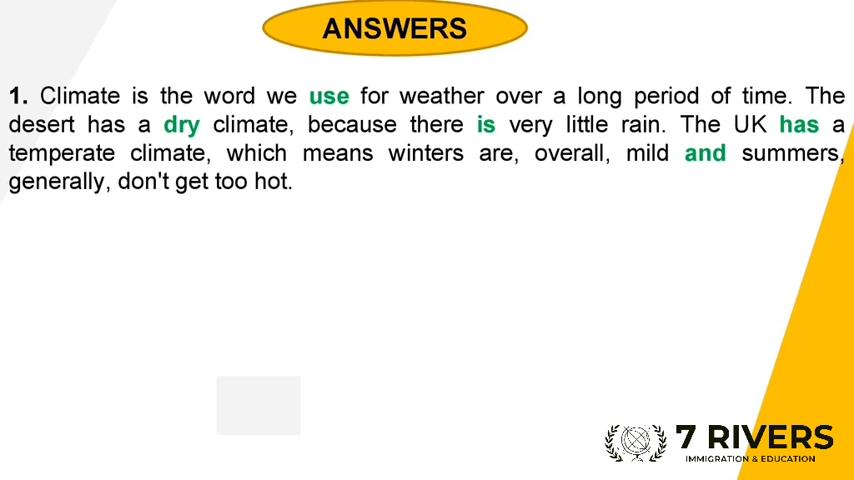 ANSWERS
1. Climate is the word we use for weather over a long period of time. The
desert has a dry climate, because there is very little rain. The UK has a
temperate climate, which means winters are, overall, mild and summers,
generally, don't get too hot.
7 RIVERS
IMMIGRATION & EDUCATION